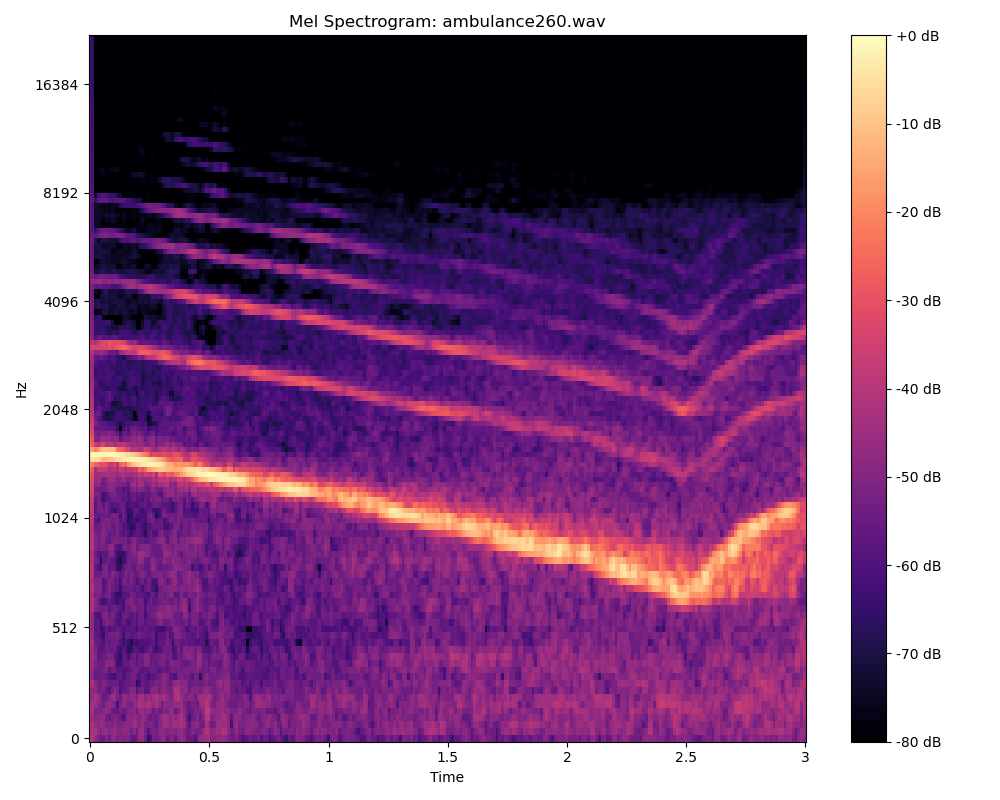 Mel Spectrogram: ambulance260.wav
+0 dB
16384
-10 dB
8192
-20 dB
4096
-30 dB
Hz
-40 dB
2048
-50 dB
1024
-60 dB
512
-70 dB
0
-80 dB
0 0.5 1 1.5 2 2.5 3
Time